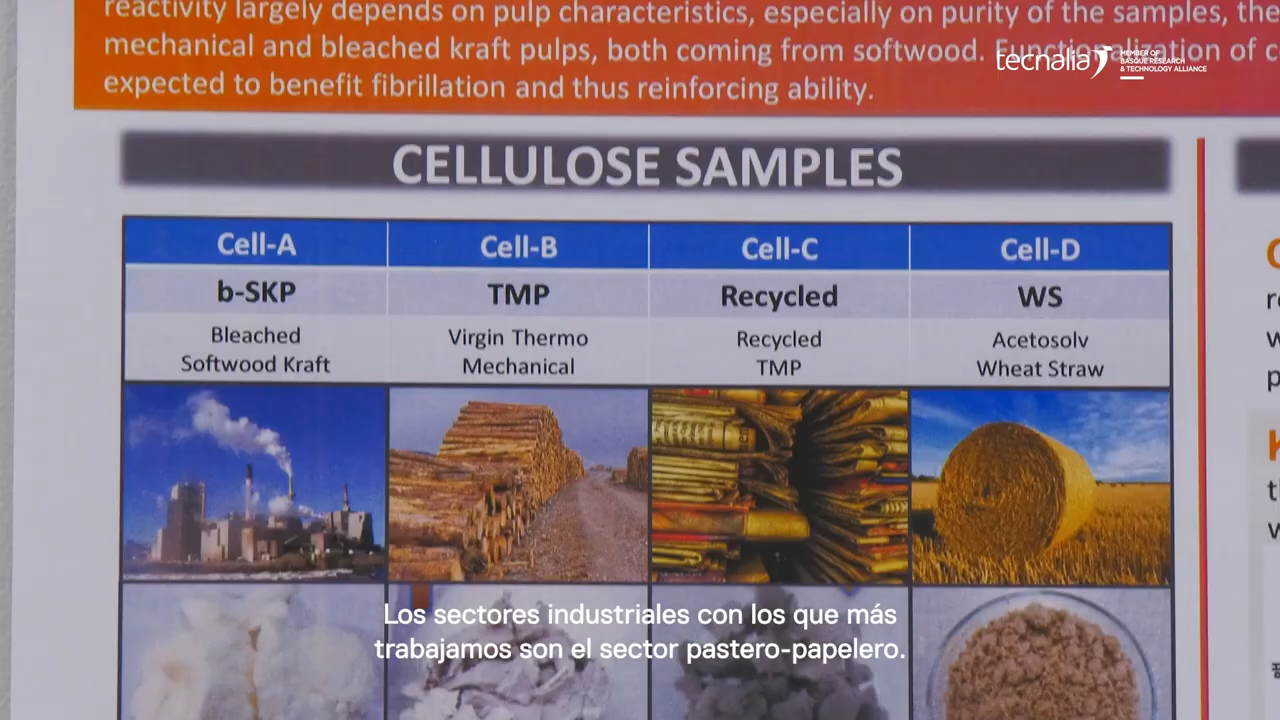 reactivity largely depends on pulp characteristics, especially on purity of the samples, the
mechanical and bleached kraft pulps, both coming from softwood. Functionalization of c
expected to benefit fibrillation and thus reinforcing ability.
tecnalia
MEMBER OF
BASQUE RESEARCH
& TECHNOLOGY ALLIANCE
CELLULOSE SAMPLES
Cell-A Cell-B Cell-C Cell-D
b-SKP TMP Recycled WS
Bleached Virgin Thermo Recycled Acetosolv
Softwood Kraft Mechanical TMP Wheat Straw
Los sectores industriales con los que más
trabajamos son el sector pastero-papelero.